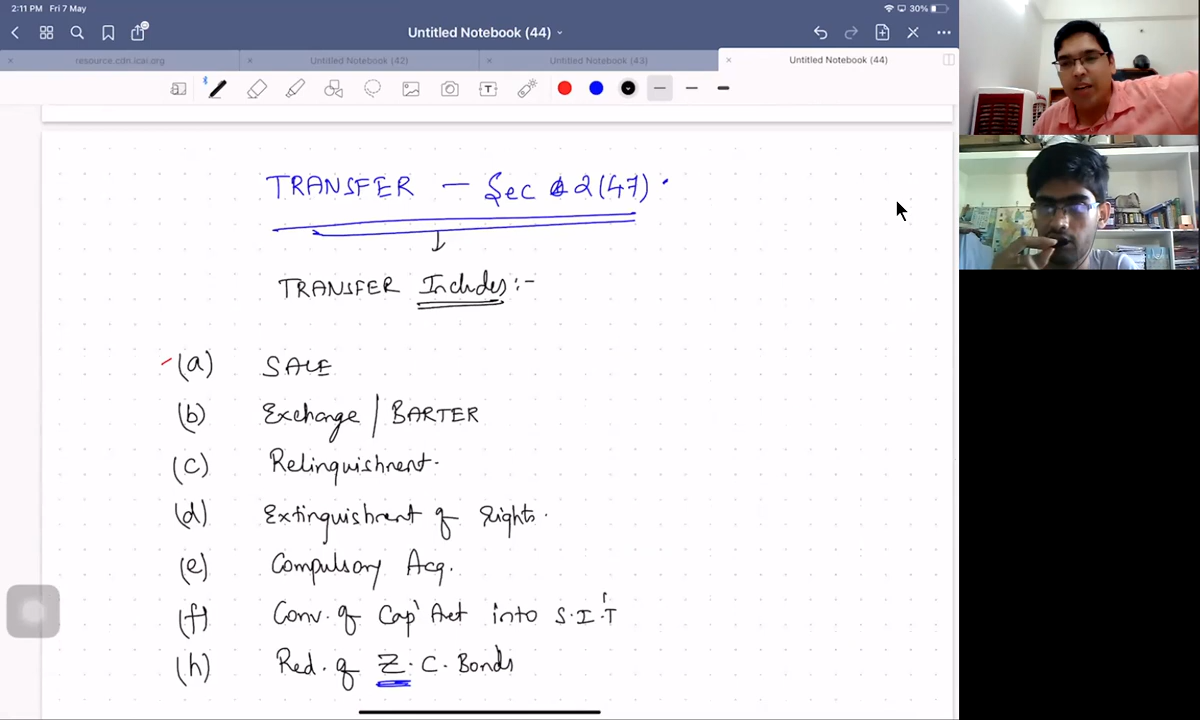 2:11 PM Fri 7 May
30%
Untitled Notebook (44)
resource.cdn.icai.org
Untitled Notebook (42)
Untitled Notebook (43)
Untitled Notebook (44)
TRANSFER — Sec 2(47).
TRANSFER Includes :-
(a) SALE
(b) Exchange / BARTER
(c) Relinquishment.
(d) Extinguishment of Rights.
(e) Compulsory Acq.
(f) Conv. of Cap' Asset into S.I.T
(h) Red. of Z.C. Bonds